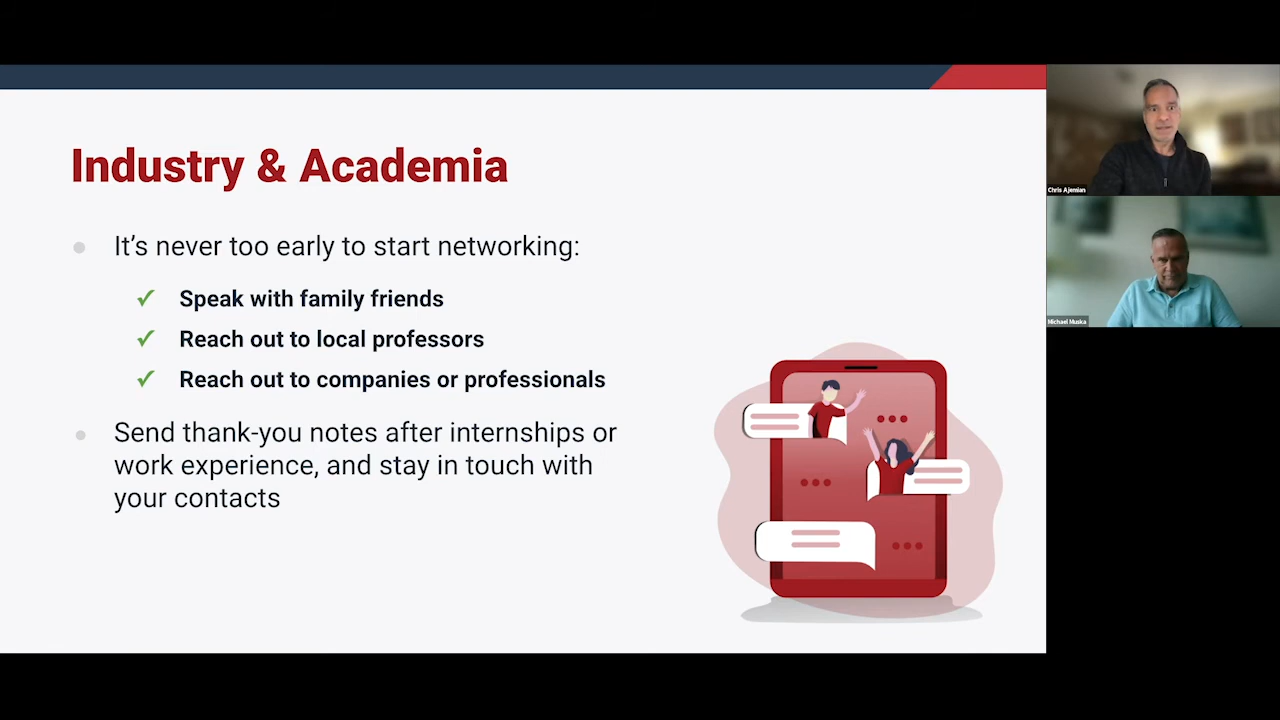 Industry & Academia
It’s never too early to start networking:
Speak with family friends
Reach out to local professors
Reach out to companies or professionals
Send thank-you notes after internships or
work experience, and stay in touch with
your contacts
Chris Ajemian
Michael Muska